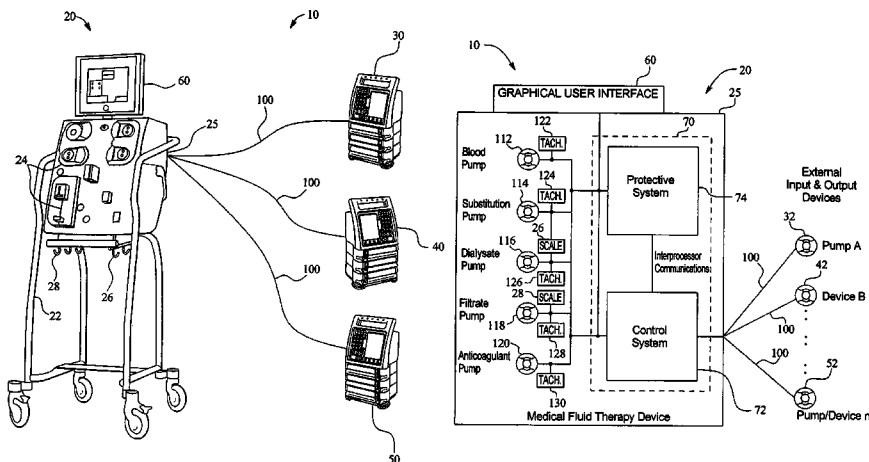 20
10
30
60
25
100
24
100
40
100
28
26
22
50
10
60
20
GRAPHICAL USER INTERFACE
25
122
70
TACH.
Blood
Pump
112
124
Protective
System
External
Input & Output
Devices
114
TACH.
Substitution
Pump
74
26
32
116
SCALE
Dialysate
Pump
Interprocessor
Communications
100
Pump A
TACH.
126
42
28
SCALE
Filtrate
Pump
100
Device B
118
TACH.
Control
System
120
128
100
Anticoagulant
Pump
52
TACH.
130
72
Medical Fluid Therapy Device
Pump/Device n